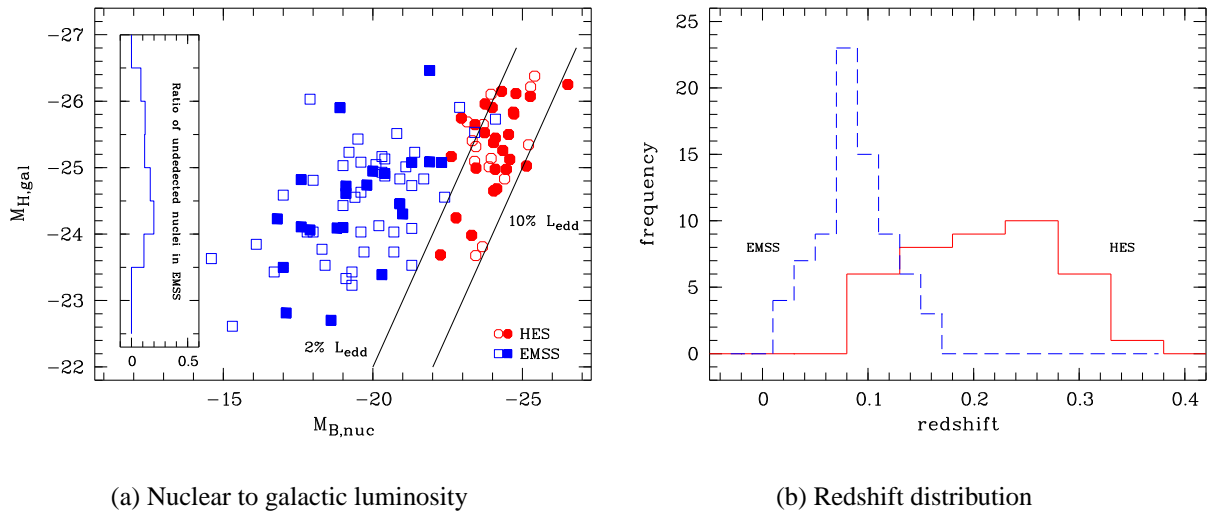 -27
-26
-25
-24
-23
-22
M_H,gal
Ratio of undedected nuclei in EMSS
0
0.5
10% L_edd
2% L_edd
HES
EMSS
-15
-20
-25
M_B,nuc
(a) Nuclear to galactic luminosity
25
20
15
10
5
0
frequency
EMSS
HES
0
0.1
0.2
0.3
0.4
redshift
(b) Redshift distribution